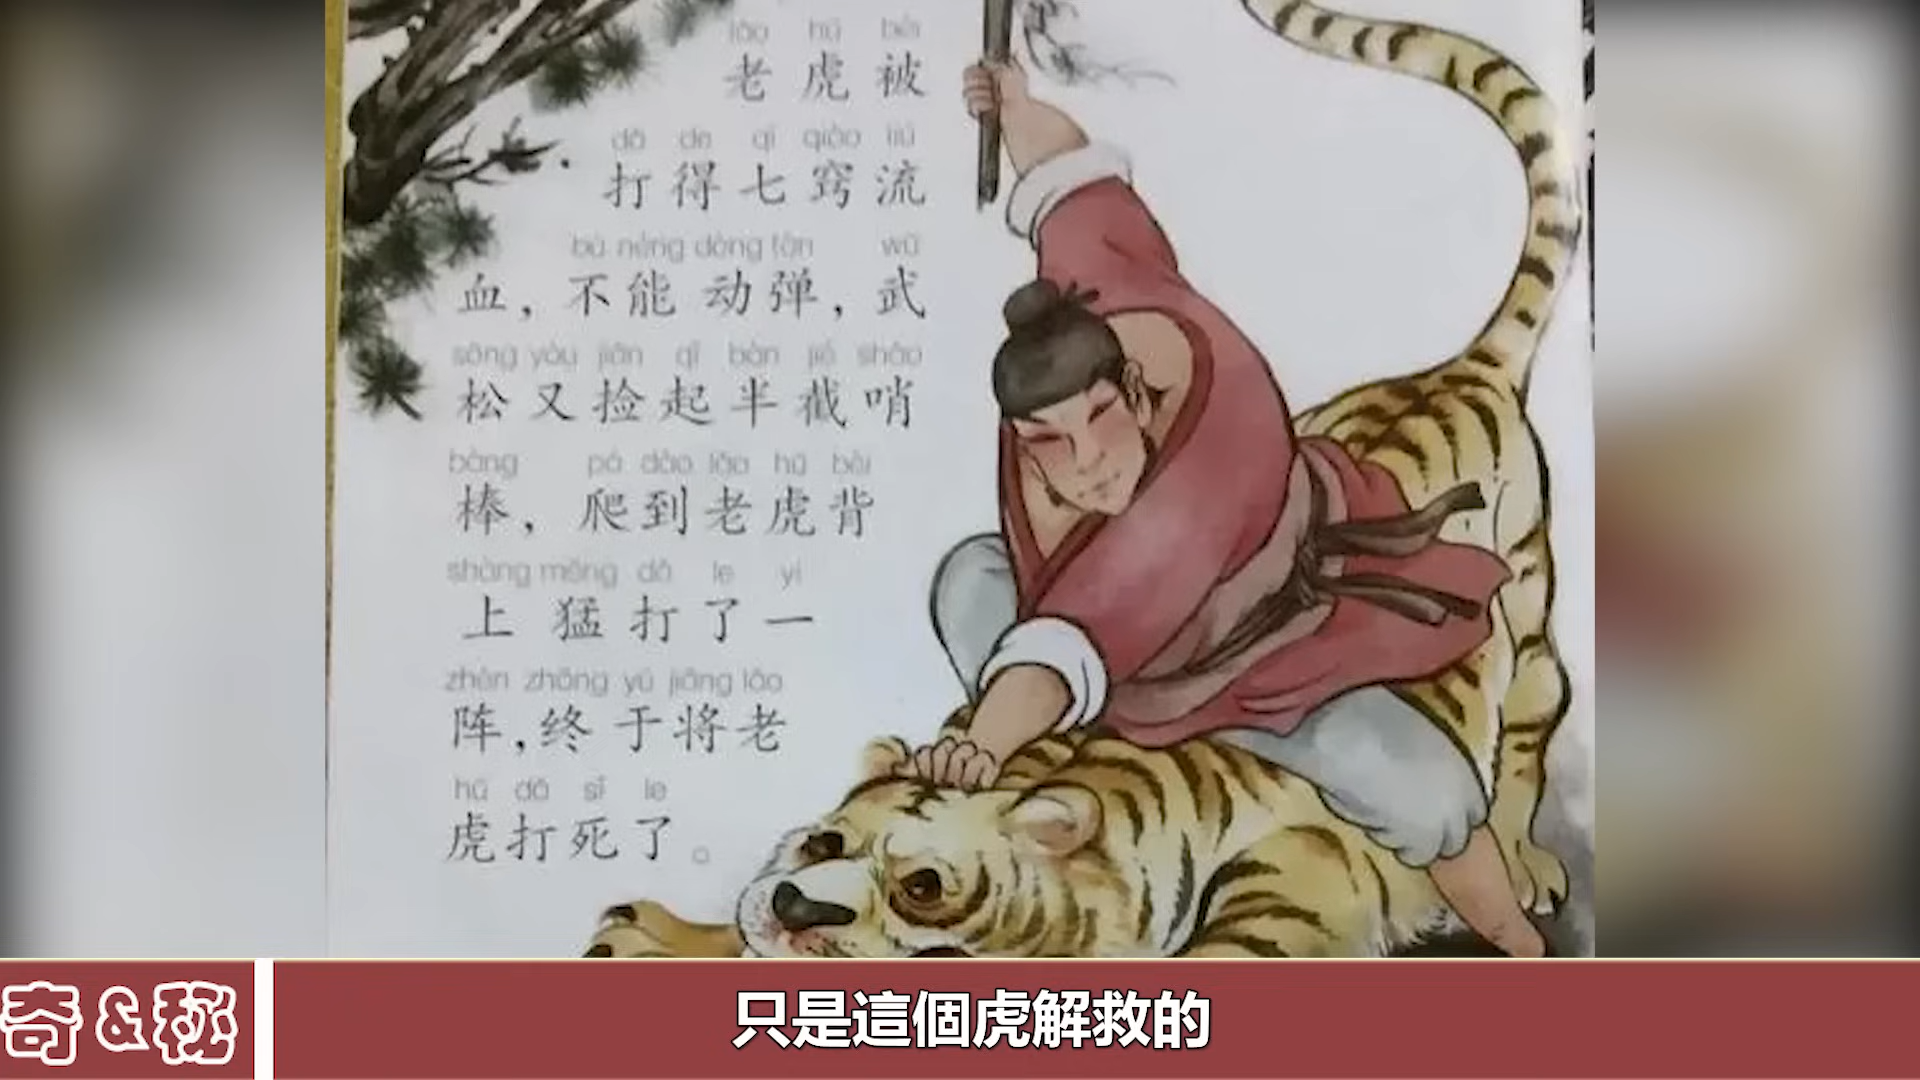 lǎo hǔ bèi
老虎被
dǎ de qī qiào liú
打得七窍流
bù néng dòng tán wǔ
血，不能动弹，武
sōng yòu jiǎn qǐ bàn jié shào
松又捡起半截哨
bàng pá dào lǎo hǔ bèi
棒，爬到老虎背
shàng měng dǎ le yí
上猛打了一
zhèn zhōng yú jiāng lǎo
阵，终于将老
hǔ dǎ sǐ le
虎打死了。
奇&秘
只是這個虎解救的